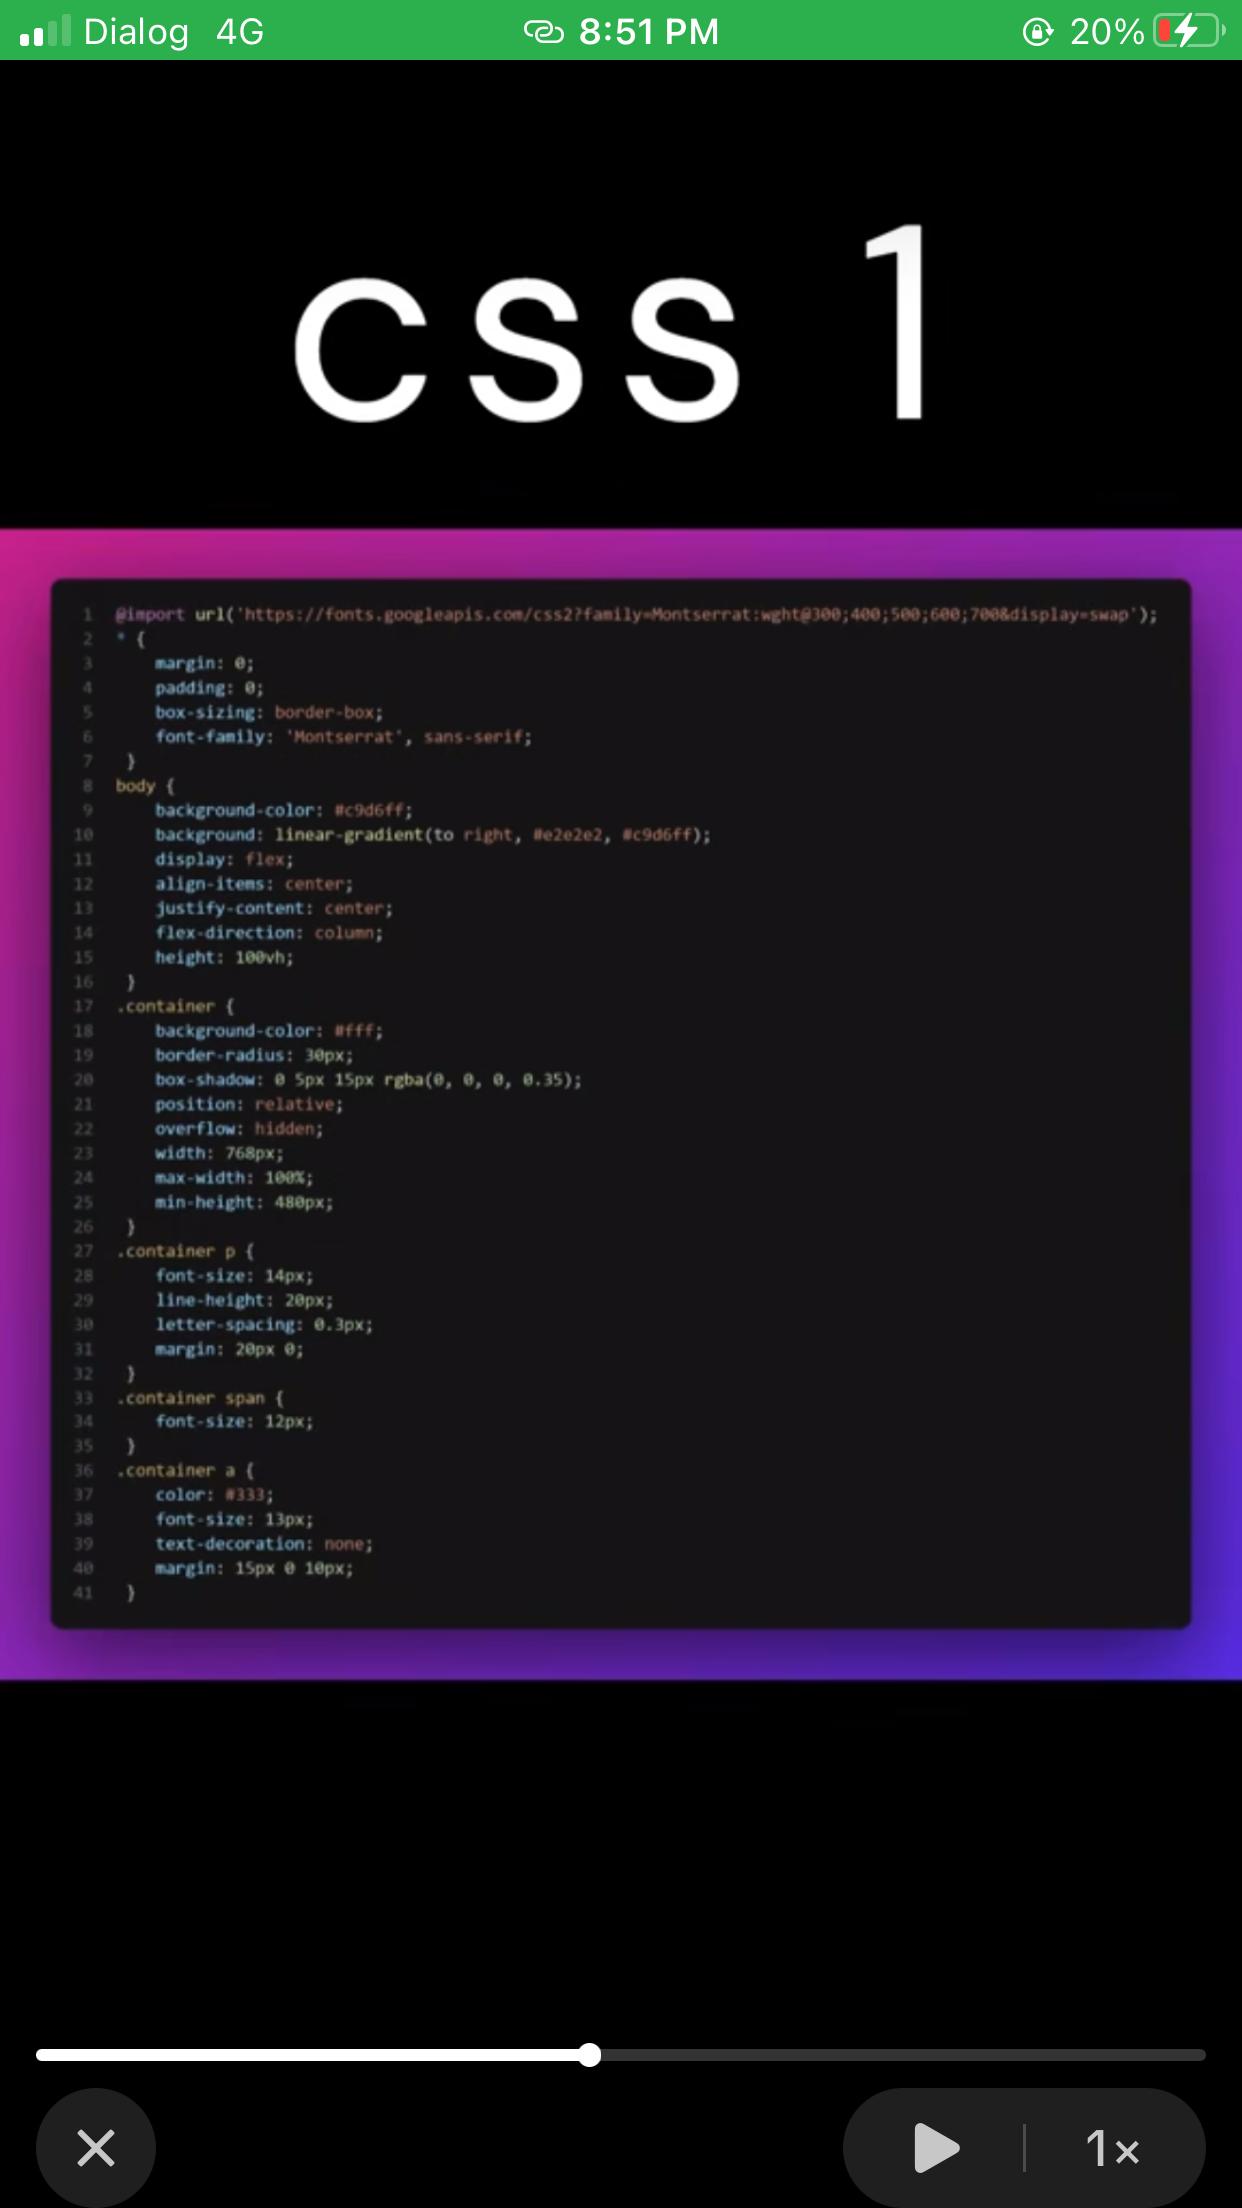 Dialog 4G 8:51 PM 20%
css 1
1 @import url('https://fonts.googleapis.com/css2?family=Montserrat:wght@300;400;500;600;700&display=swap');
2 * {
3     margin: 0;
4     padding: 0;
5     box-sizing: border-box;
6     font-family: 'Montserrat', sans-serif;
7  }
8 body {
9     background-color: #c9d6ff;
10     background: linear-gradient(to right, #e2e2e2, #c9d6ff);
11     display: flex;
12     align-items: center;
13     justify-content: center;
14     flex-direction: column;
15     height: 100vh;
16  }
17 .container {
18     background-color: #fff;
19     border-radius: 30px;
20     box-shadow: 0 5px 15px rgba(0, 0, 0, 0.35);
21     position: relative;
22     overflow: hidden;
23     width: 768px;
24     max-width: 100%;
25     min-height: 480px;
26  }
27 .container p {
28     font-size: 14px;
29     line-height: 20px;
30     letter-spacing: 0.3px;
31     margin: 20px 0;
32  }
33 .container span {
34     font-size: 12px;
35  }
36 .container a {
37     color: #333;
38     font-size: 13px;
39     text-decoration: none;
40     margin: 15px 0 10px;
41  }
1×